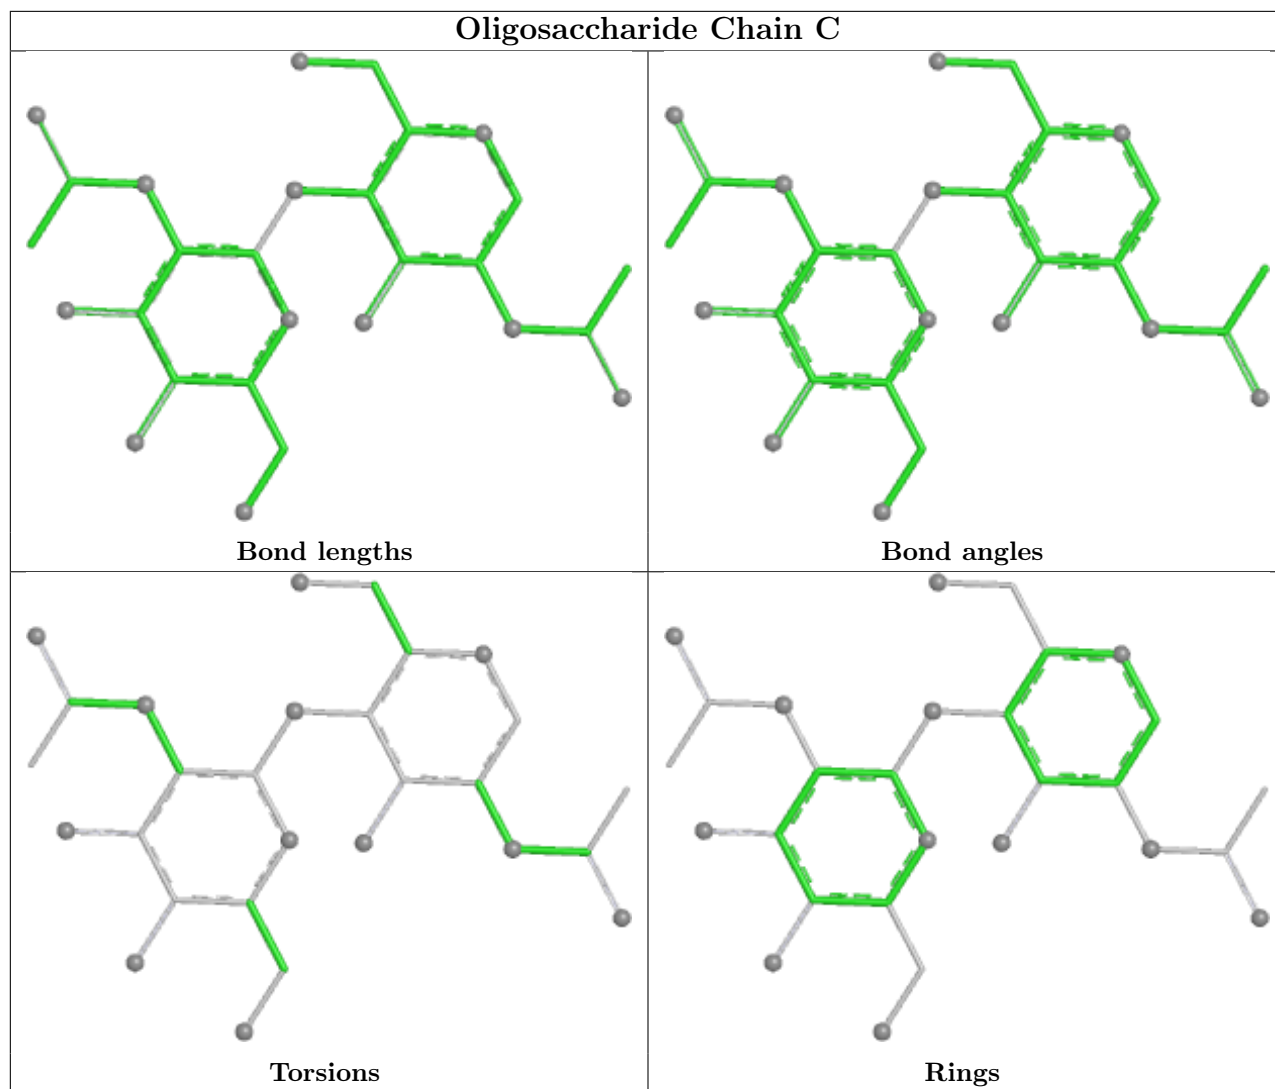 Oligosaccharide Chain C
Bond lengths
Bond angles
Torsions
Rings